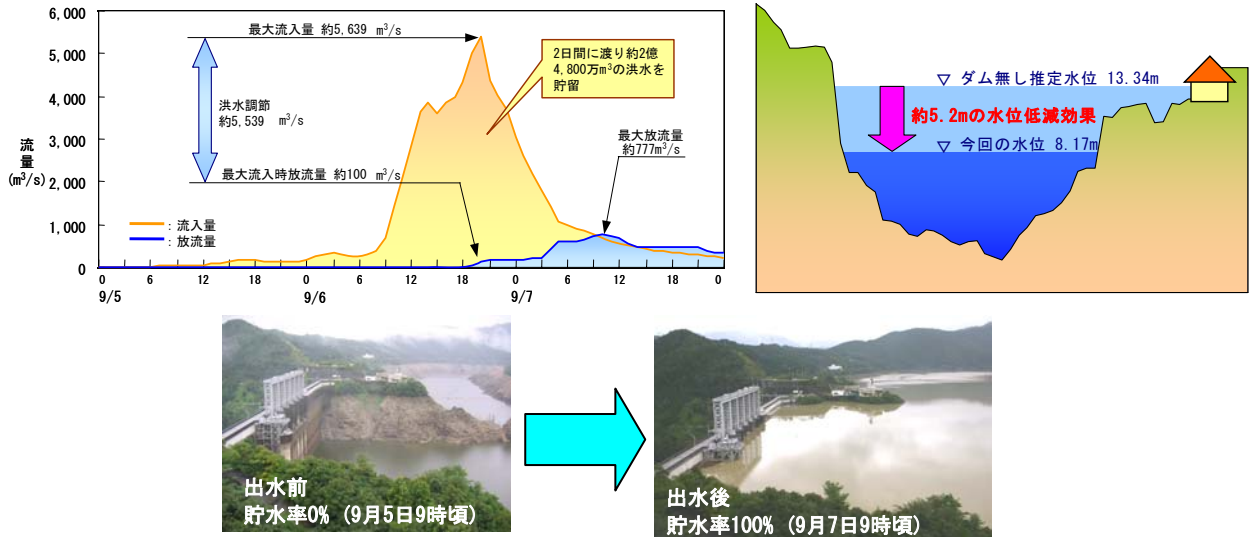 6,000
5,000
4,000
3,000
2,000
1,000
0
流量
(m³/s)
最大流入量 約5,639 m³/s
洪水調節
約5,539 m³/s
最大流入時放流量 約100 m³/s
2日間に渡り約2億
4,800万m³の洪水を
貯留
最大放流量
約777m³/s
:流入量
:放流量
0 6 12 18 0 6 12 18 0 6 12 18 0
9/5 9/6 9/7
▽ ダム無し推定水位 13.34m
約5.2mの水位低減効果
▽ 今回の水位 8.17m
出水前
貯水率0% (9月5日9時頃)
出水後
貯水率100% (9月7日9時頃)